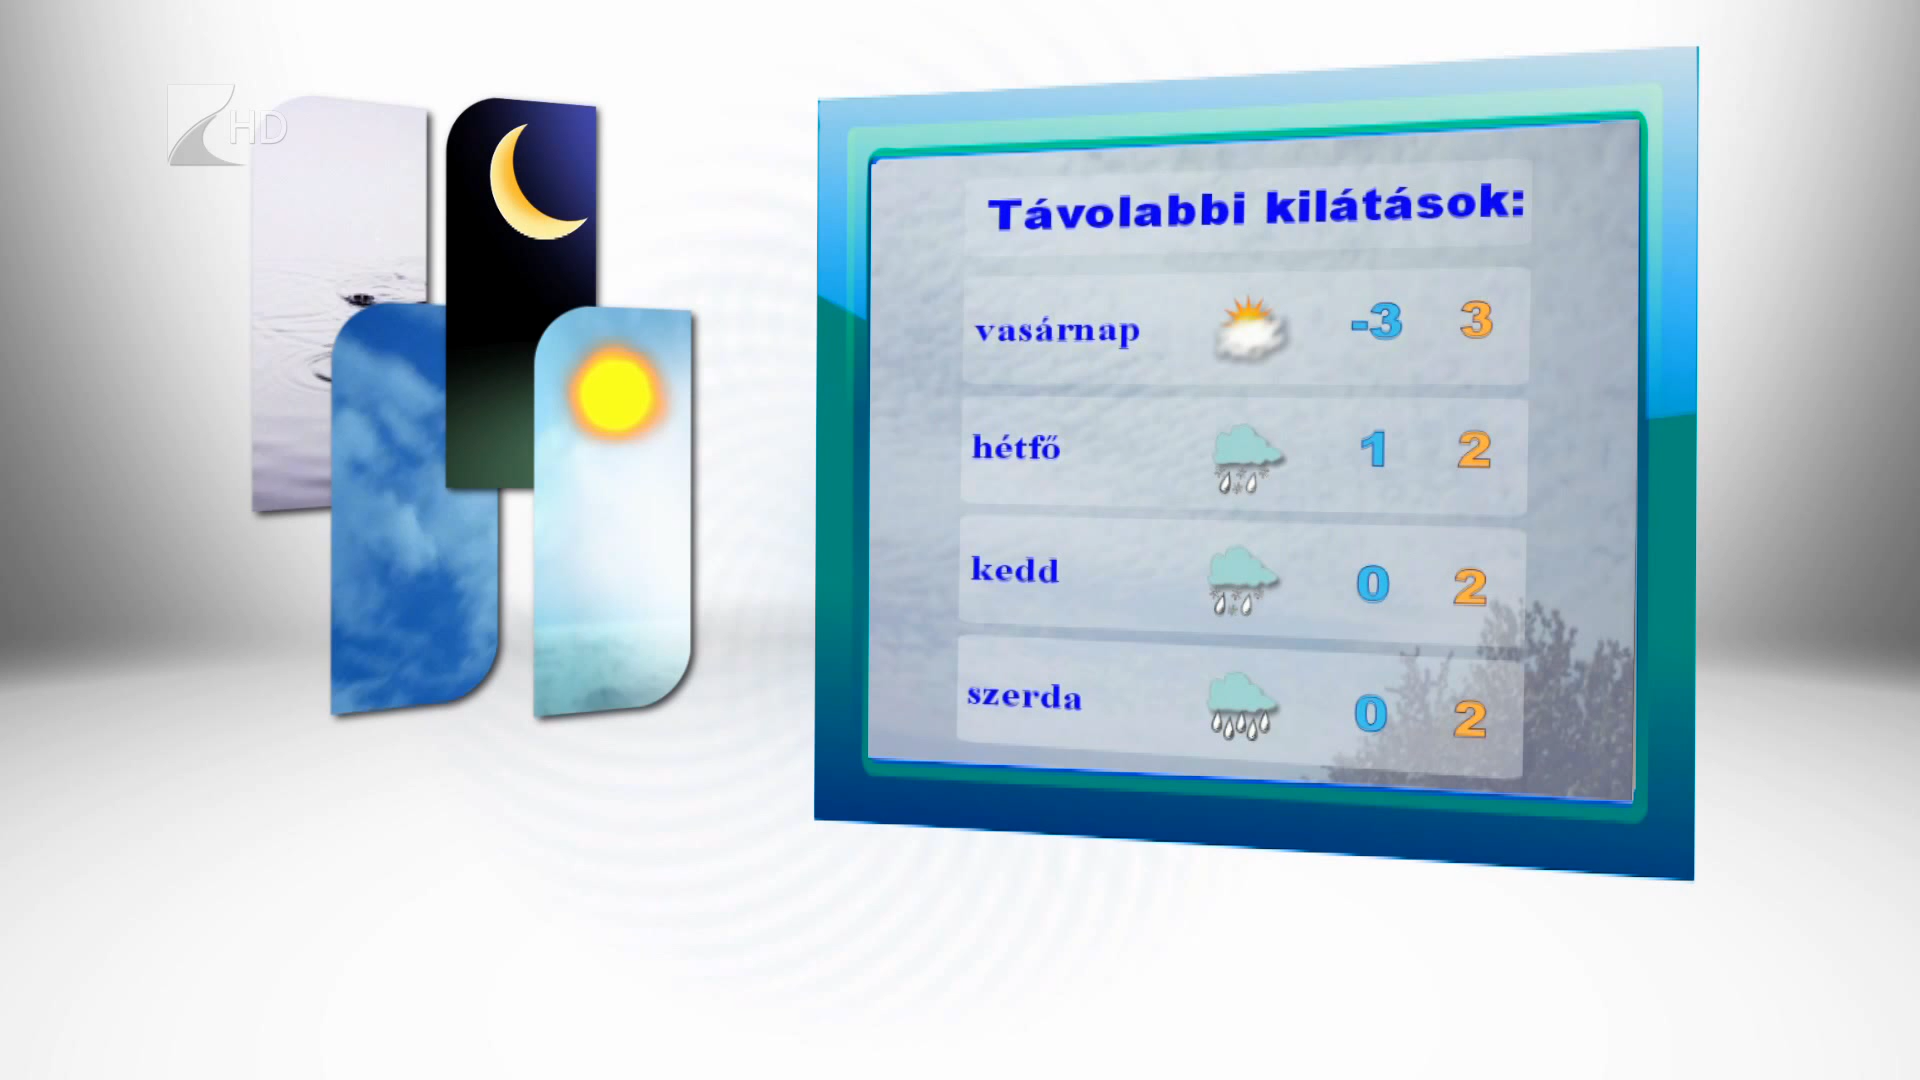 HD
Távolabbi kilátások:
vasárnap -3 3
hétfő 1 2
kedd 0 2
szerda 0 2